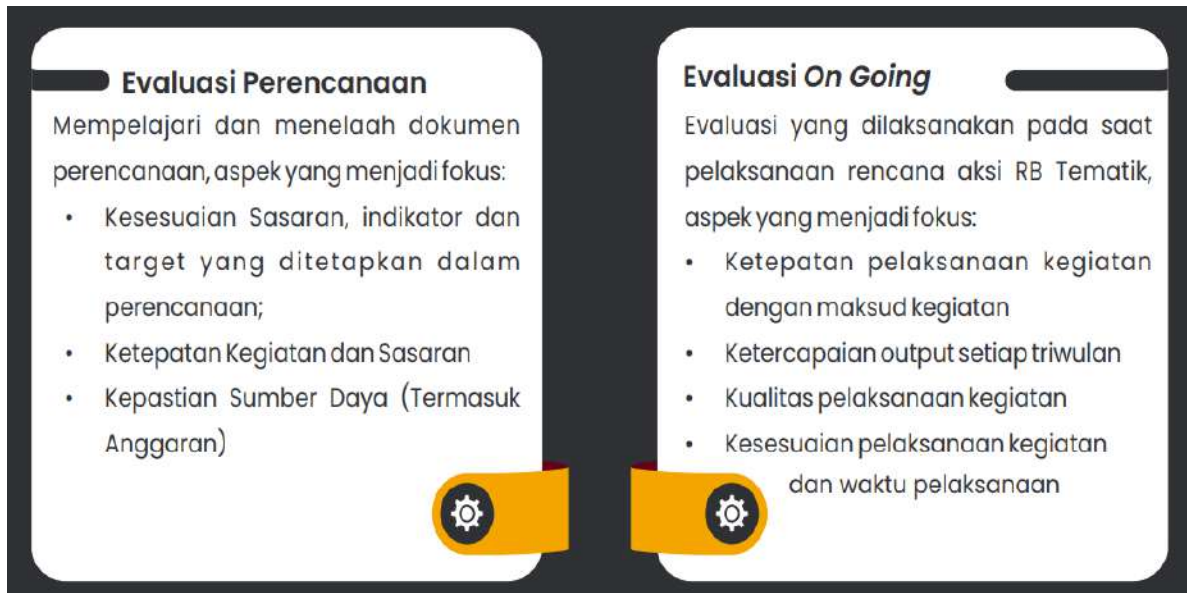 Evaluasi Perencanaan
Mempelajari dan menelaah dokumen
perencanaan, aspek yang menjadi fokus:
• Kesesuaian Sasaran, indikator dan
target yang ditetapkan dalam
perencanaan;
• Ketepatan Kegiatan dan Sasaran
• Kepastian Sumber Daya (Termasuk
Anggaran)
Evaluasi On Going
Evaluasi yang dilaksanakan pada saat
pelaksanaan rencana aksi RB Tematik,
aspek yang menjadi fokus:
• Ketepatan pelaksanaan kegiatan
dengan maksud kegiatan
• Ketercapaian output setiap triwulan
• Kualitas pelaksanaan kegiatan
• Kesesuaian pelaksanaan kegiatan
dan waktu pelaksanaan